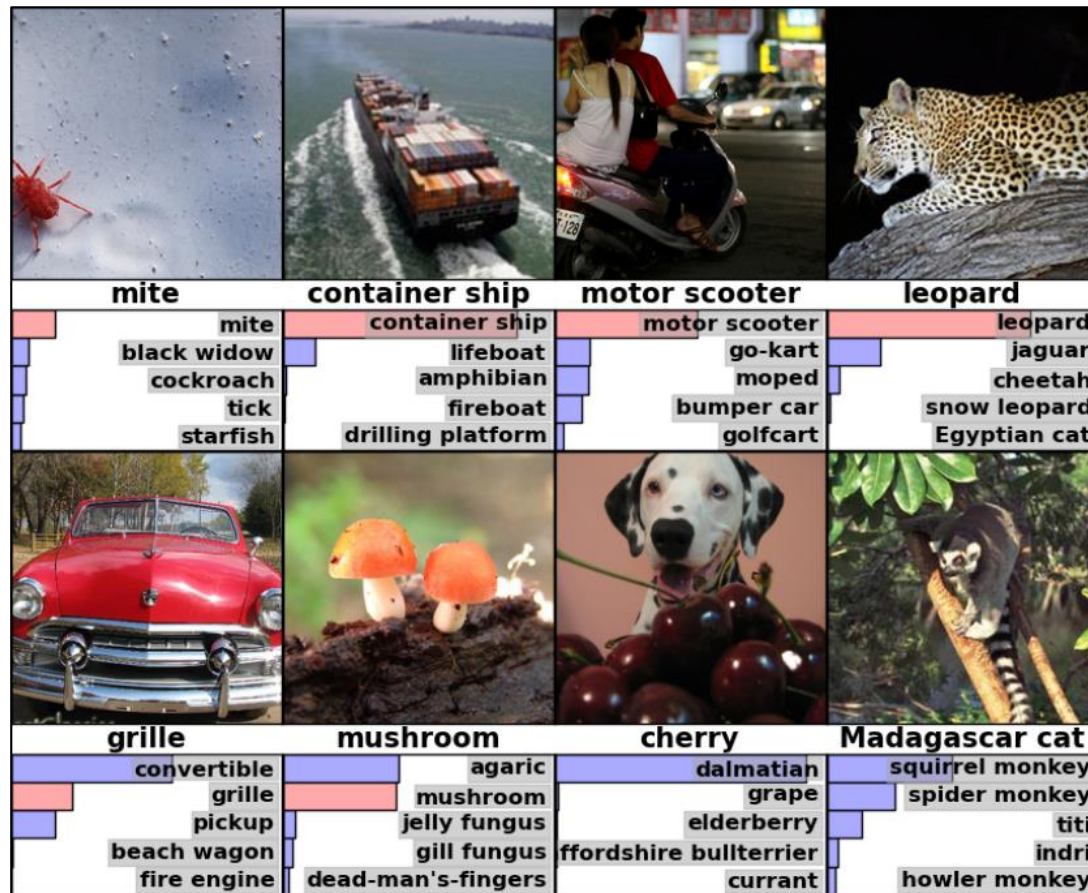 mite
container ship
motor scooter
leopard
mite
black widow
cockroach
tick
starfish
container ship
lifeboat
amphibian
fireboat
drilling platform
motor scooter
go-kart
moped
bumper car
golfcart
leopard
jaguar
cheetah
snow leopard
Egyptian cat
grille
mushroom
cherry
Madagascar cat
convertible
grille
pickup
beach wagon
fire engine
agaric
mushroom
jelly fungus
gill fungus
dead-man's-fingers
dalmatian
grape
elderberry
ffordshire bullterrier
currant
squirrel monkey
spider monkey
titi
indri
howler monkey